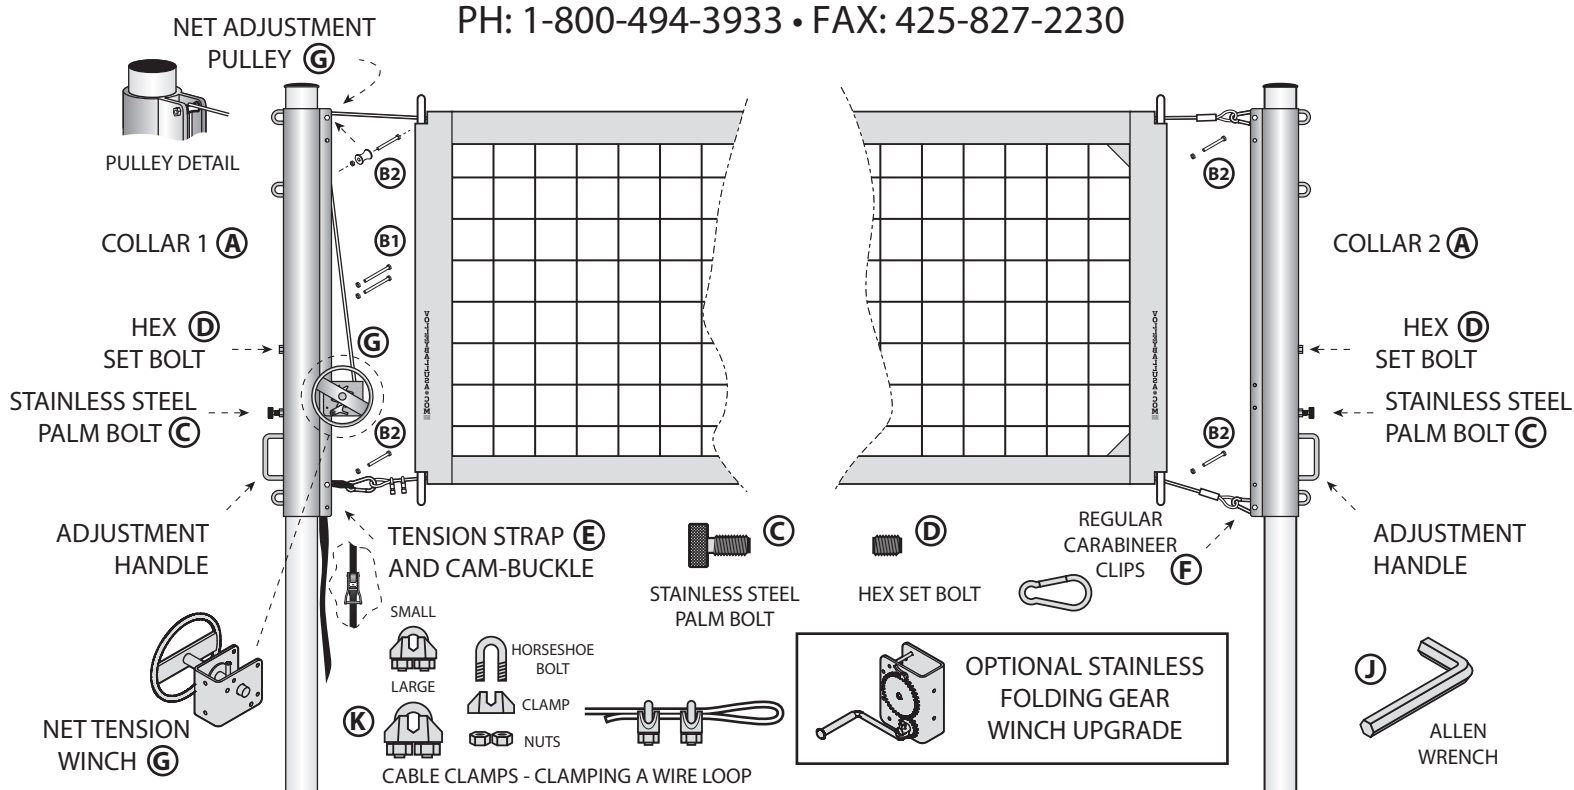 PH: 1-800-494-3933 • FAX: 425-827-2230
NET ADJUSTMENT
PULLEY G
PULLEY DETAIL
B2
B2
COLLAR 1 A
B1
COLLAR 2 A
HEX D
SET BOLT
G
HEX D
SET BOLT
VOLLEYBALLUSA.COM
VOLLEYBALLUSA.COM
STAINLESS STEEL
PALM BOLT C
STAINLESS STEEL
PALM BOLT C
B2
B2
ADJUSTMENT
HANDLE
TENSION STRAP E
AND CAM-BUCKLE
C
STAINLESS STEEL
PALM BOLT
D
HEX SET BOLT
REGULAR
CARABINEER
CLIPS F
ADJUSTMENT
HANDLE
SMALL
LARGE
K
HORSESHOE
BOLT
CLAMP
NUTS
CABLE CLAMPS - CLAMPING A WIRE LOOP
NET TENSION
WINCH G
OPTIONAL STAINLESS
FOLDING GEAR
WINCH UPGRADE
J
ALLEN
WRENCH